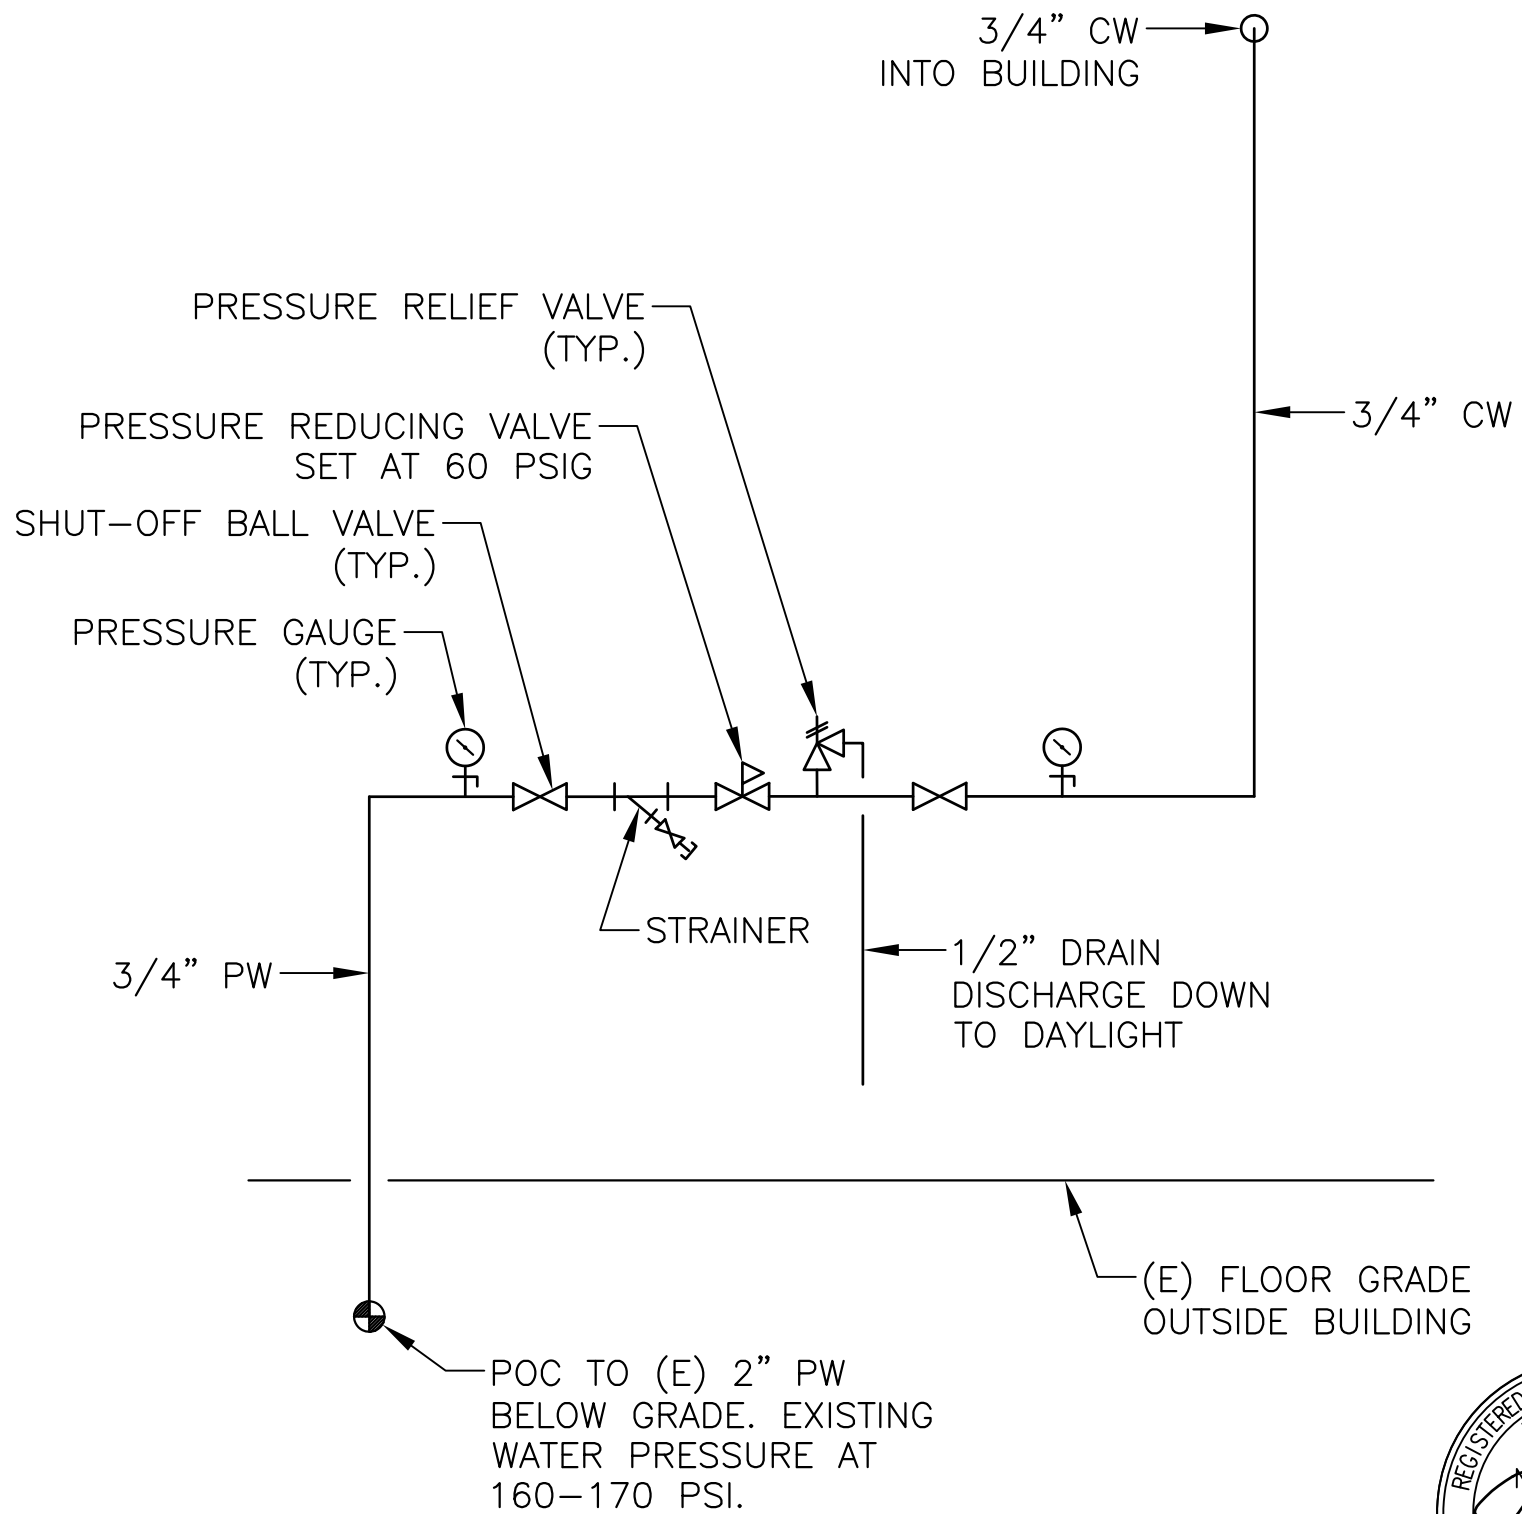 3/4” CW
INTO BUILDING
PRESSURE RELIEF VALVE
(TYP.)
3/4” CW
PRESSURE REDUCING VALVE
SET AT 60 PSIG
SHUT-OFF BALL VALVE
(TYP.)
PRESSURE GAUGE
(TYP.)
STRAINER
3/4” PW
1/2” DRAIN
DISCHARGE DOWN
TO DAYLIGHT
(E) FLOOR GRADE
OUTSIDE BUILDING
POC TO (E) 2” PW
BELOW GRADE. EXISTING
WATER PRESSURE AT
160-170 PSI.
REGISTERED